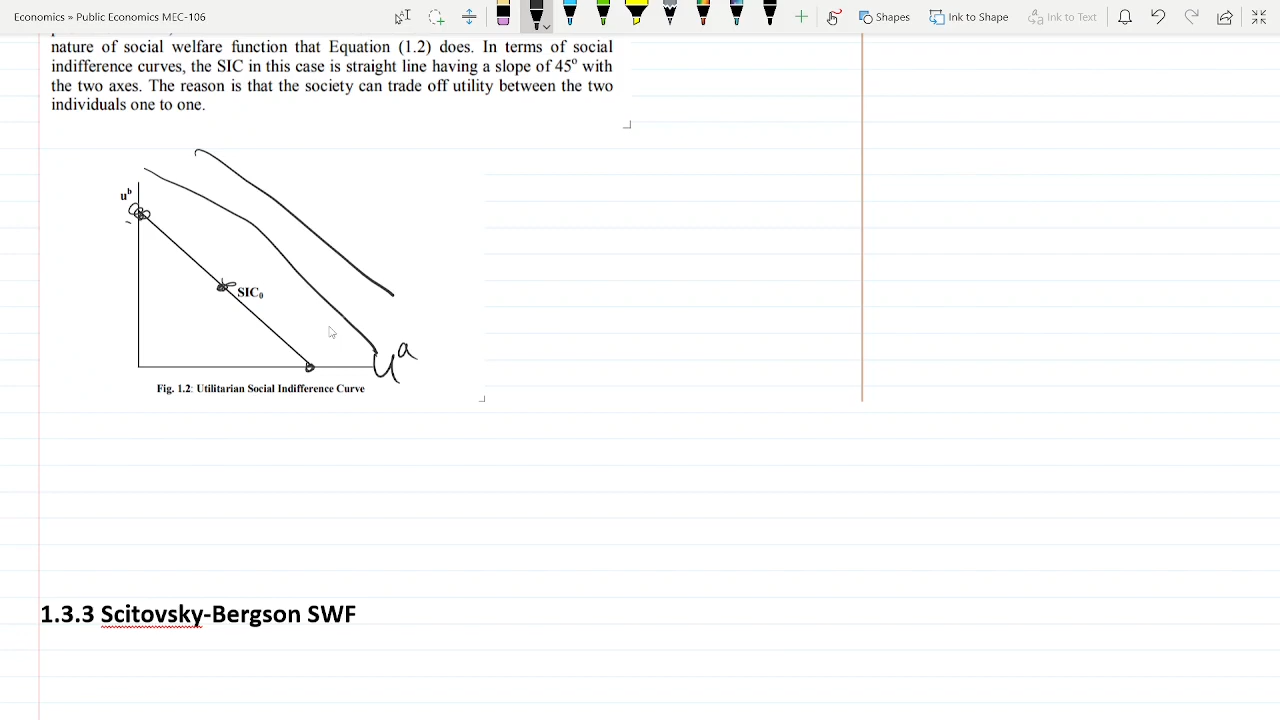 Economics » Public Economics MEC-106
Shapes
Ink to Shape
Ink to Text
nature of social welfare function that Equation (1.2) does. In terms of social
indifference curves, the SIC in this case is straight line having a slope of 45° with
the two axes. The reason is that the society can trade off utility between the two
individuals one to one.
uᵇ
SIC₀
uᵃ
Fig. 1.2: Utilitarian Social Indifference Curve
1.3.3 Scitovsky-Bergson SWF